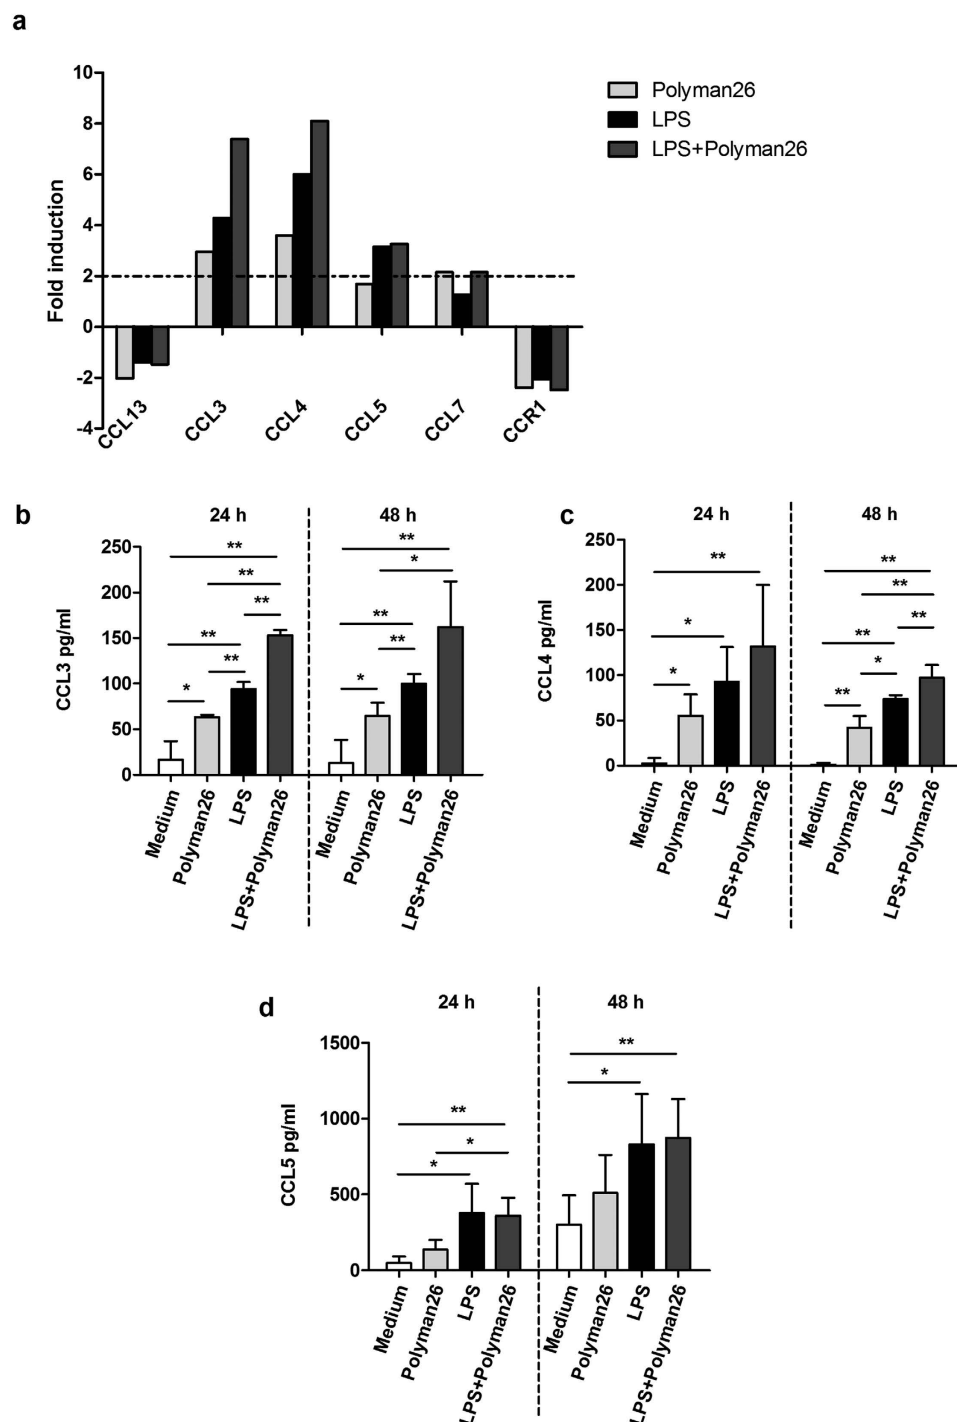 a
10
8
6
4
2
0
-2
-4
Fold induction
Polyman26
LPS
LPS+Polyman26
CCL13
CCL3
CCL4
CCL5
CCL7
CCR1
b
24 h
48 h
250
200
150
100
50
0
CCL3 pg/ml
**
**
**
**
**
*
**
*
**
**
*
Medium
Polyman26
LPS
LPS+Polyman26
Medium
Polyman26
LPS
LPS+Polyman26
c
24 h
48 h
250
200
150
100
50
0
CCL4 pg/ml
**
*
*
**
**
**
**
*
**
Medium
Polyman26
LPS
LPS+Polyman26
Medium
Polyman26
LPS
LPS+Polyman26
d
24 h
48 h
1500
1000
500
0
CCL5 pg/ml
**
*
*
**
*
Medium
Polyman26
LPS
LPS+Polyman26
Medium
Polyman26
LPS
LPS+Polyman26